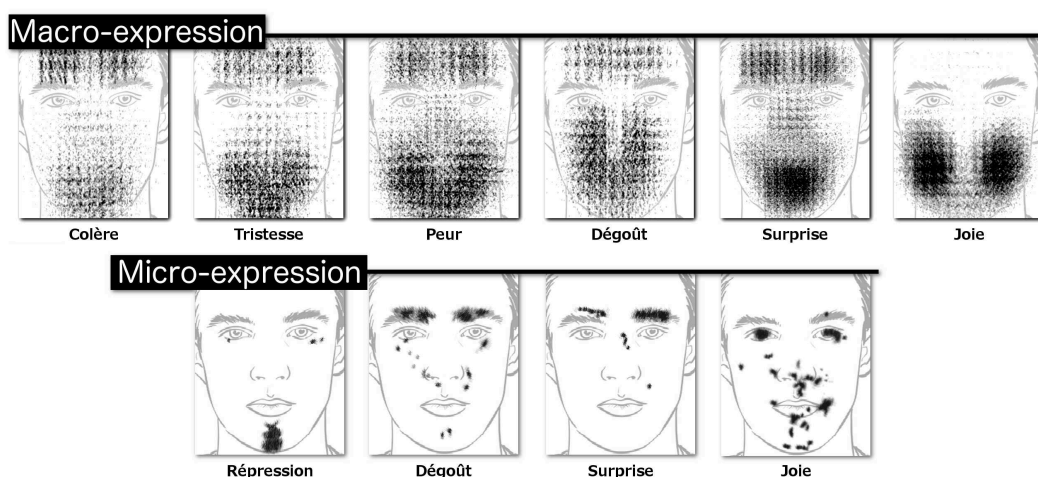 Macro-expression
Colère Tristesse Peur Dégoût Surprise Joie
Micro-expression
Répression Dégoût Surprise Joie